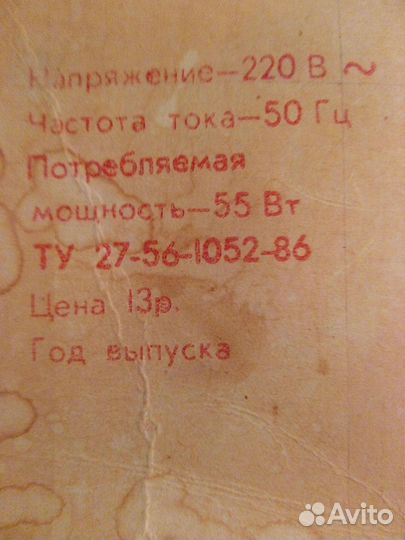 Напряжение–220 В ~
Частота тока–50 Гц
Потребляемая
мощность–55 Вт
ТУ 27-56-1052-86
Цена 13р.
Год выпуска
Avito